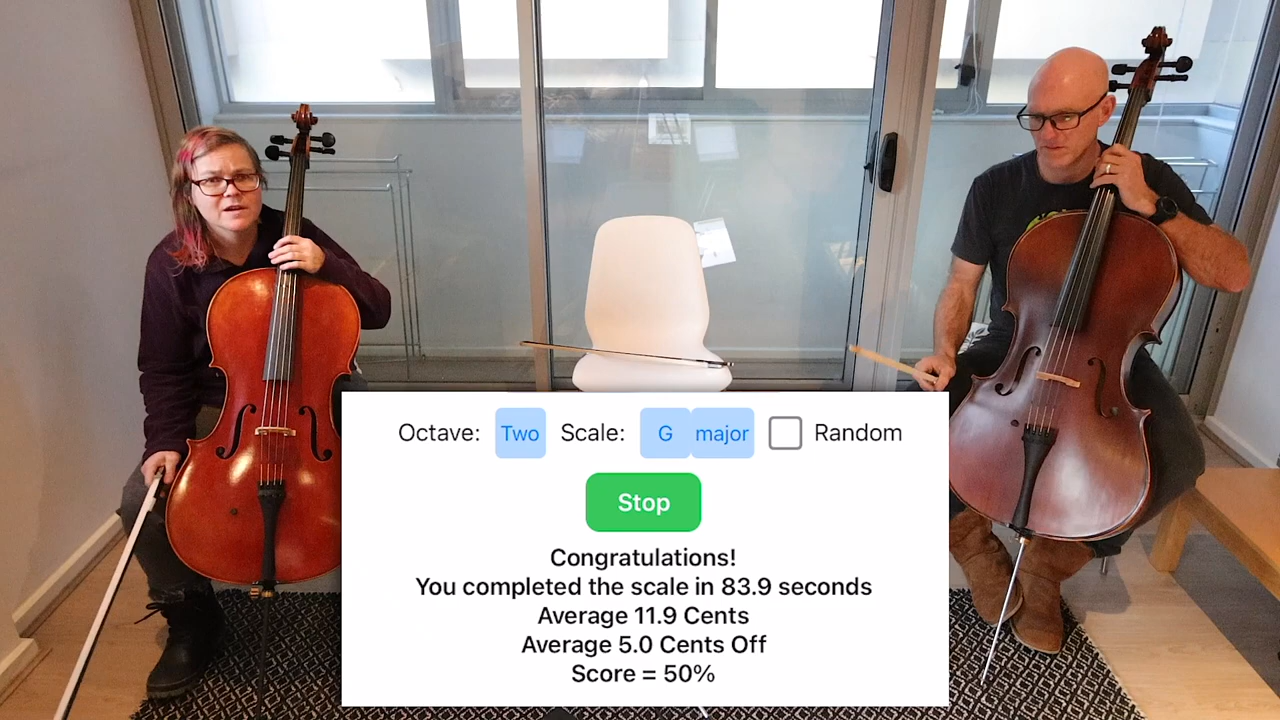 Octave: Two Scale: G major Random
Stop
Congratulations!
You completed the scale in 83.9 seconds
Average 11.9 Cents
Average 5.0 Cents Off
Score = 50%